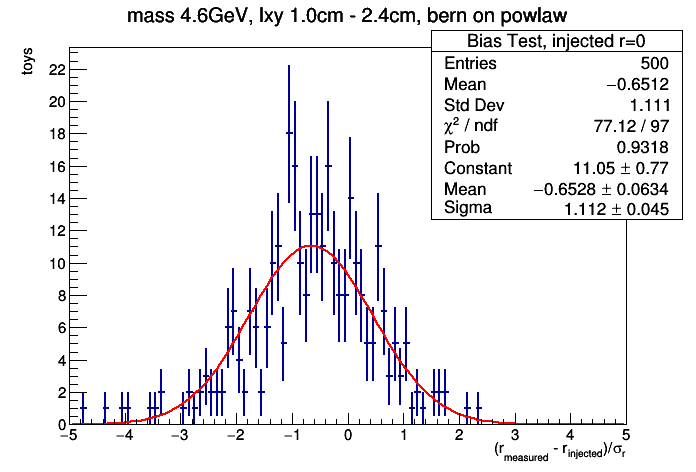 mass 4.6GeV, lxy 1.0cm - 2.4cm, bern on powlaw
Bias Test, injected r=0
Entries 500
Mean −0.6512
Std Dev 1.111
χ² / ndf 77.12 / 97
Prob 0.9318
Constant 11.05 ± 0.77
Mean −0.6528 ± 0.0634
Sigma 1.112 ± 0.045
toys
22
20
18
16
14
12
10
8
6
4
2
0
−5 −4 −3 −2 −1 0 1 2 3 4 5
(r_measured - r_injected)/σ_r